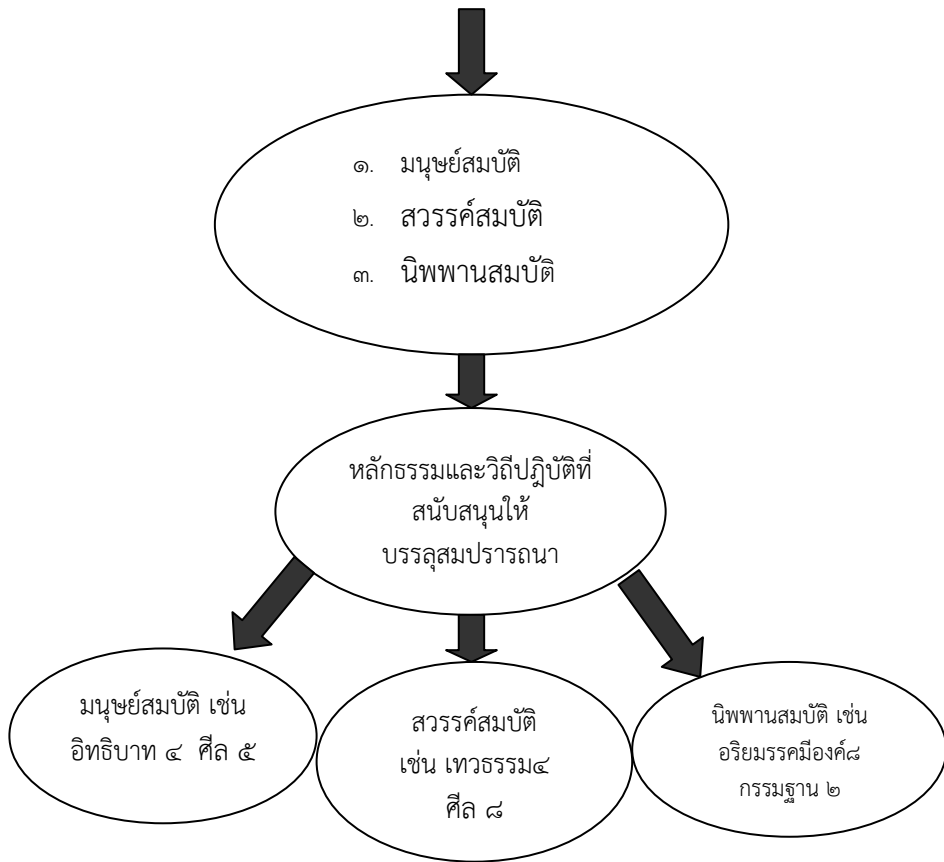 ๑. มนุษย์สมบัติ
๒. สวรรค์สมบัติ
๓. นิพพานสมบัติ
หลักธรรมและวิถีปฎิบัติที่
สนับสนุนให้
บรรลุสมปรารถนา
มนุษย์สมบัติ เช่น
อิทธิบาท ๔ ศีล ๕
สวรรค์สมบัติ
เช่น เทวธรรม๔
ศีล ๘
นิพพานสมบัติ เช่น
อริยมรรคมีองค์๘
กรรมฐาน ๒